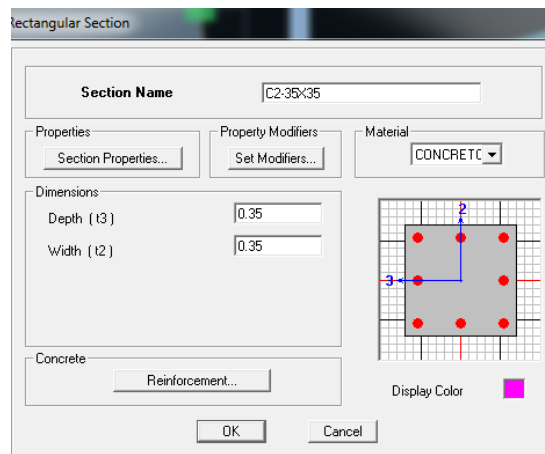 Rectangular Section
Section Name
C2-35X35
Properties
Section Properties...
Property Modifiers
Set Modifiers...
Material
CONCRETC
Dimensions
Depth ( t3 )
0.35
Width ( t2 )
0.35
2
3
Concrete
Reinforcement...
Display Color
OK
Cancel